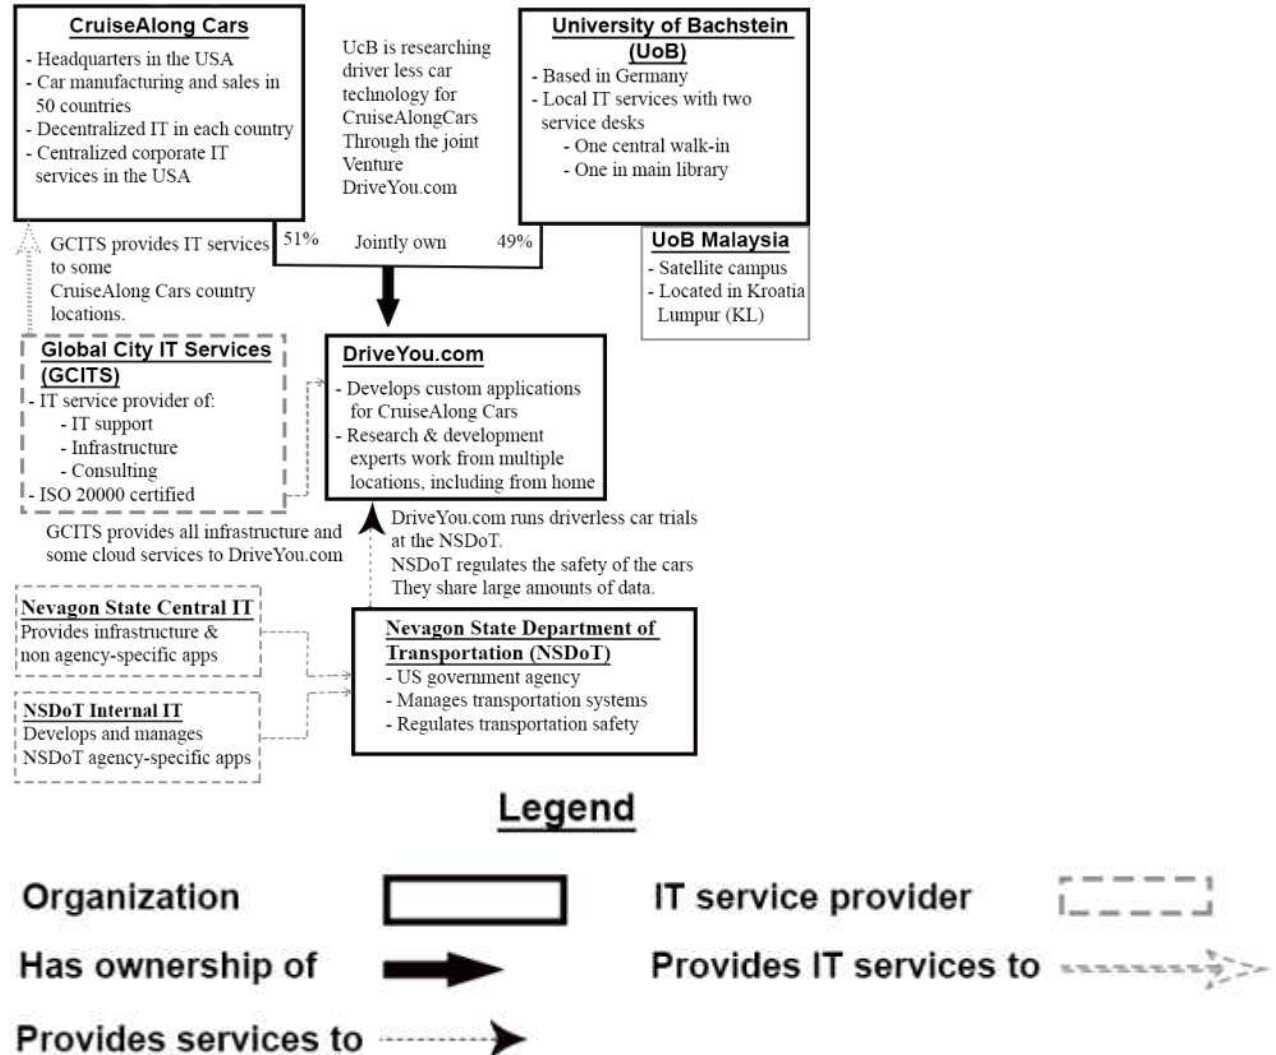 CruiseAlong Cars
- Headquarters in the USA
- Car manufacturing and sales in
50 countries
- Decentralized IT in each country
- Centralized corporate IT
services in the USA
UcB is researching
driver less car
technology for
CruiseAlongCars
Through the joint
Venture
DriveYou.com
University of Bachstein
(UoB)
- Based in Germany
- Local IT services with two
service desks
- One central walk-in
- One in main library
51% Jointly own 49%
UoB Malaysia
- Satellite campus
- Located in Kroatia
Lumpur (KL)
GCITS provides IT services
to some
CruiseAlong Cars country
locations.
Global City IT Services
(GCITS)
- IT service provider of:
- IT support
- Infrastructure
- Consulting
- ISO 20000 certified
DriveYou.com
- Develops custom applications
for CruiseAlong Cars
- Research & development
experts work from multiple
locations, including from home
GCITS provides all infrastructure and
some cloud services to DriveYou.com
DriveYou.com runs driverless car trials
at the NSDoT.
NSDoT regulates the safety of the cars
They share large amounts of data.
Nevagon State Central IT
Provides infrastructure &
non agency-specific apps
NSDoT Internal IT
Develops and manages
NSDoT agency-specific apps
Nevagon State Department of
Transportation (NSDoT)
- US government agency
- Manages transportation systems
- Regulates transportation safety
Legend
Organization
IT service provider
Has ownership of
Provides IT services to
Provides services to